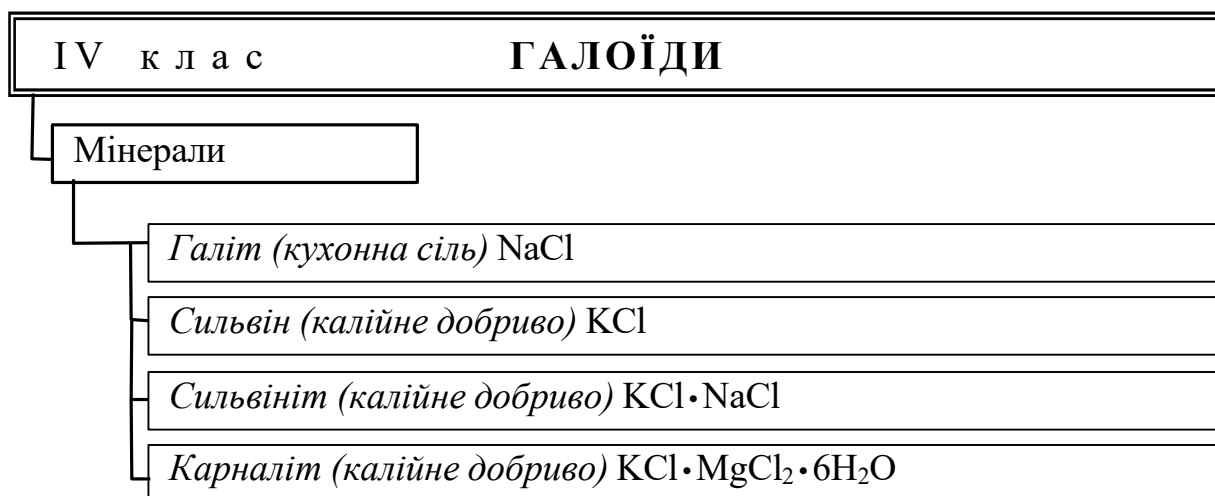 IV клас ГАЛОЇДИ
Мінерали
Галіт (кухонна сіль) NaCl
Сильвін (калійне добриво) KCl
Сильвініт (калійне добриво) KCl•NaCl
Карналіт (калійне добриво) KCl•MgCl₂•6H₂O